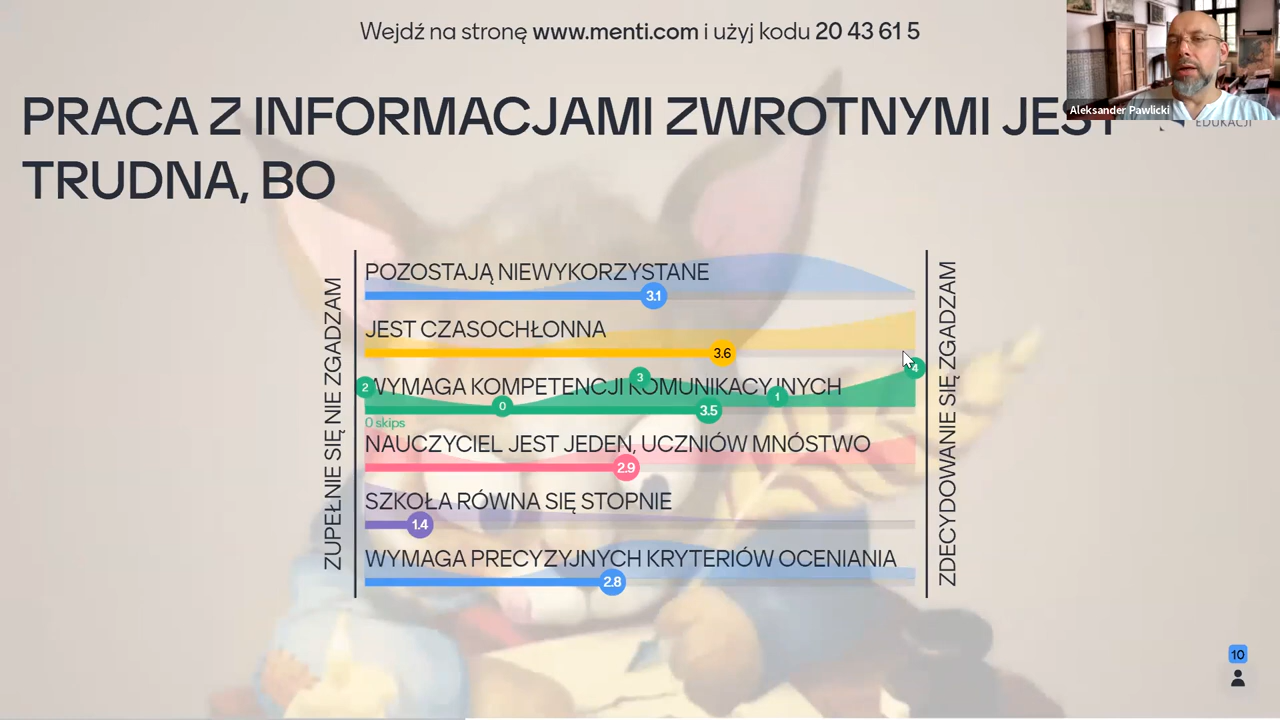 Wejdź na stronę www.menti.com i użyj kodu 20 43 61 5
Aleksander Pawlicki
EDUKACJI
PRACA Z INFORMACJAMI ZWROTNYMI JEST
TRUDNA, BO
ZUPEŁNIE SIĘ NIE ZGADZAM
POZOSTAJĄ NIEWYKORZYSTANE
3.1
JEST CZASOCHŁONNA
3.6
WYMAGA KOMPETENCJI KOMUNIKACYJNYCH
2
0
3
1
4
3.5
0 skips
NAUCZYCIEL JEST JEDEN, UCZNIÓW MNÓSTWO
2.9
SZKOŁA RÓWNA SIĘ STOPNIE
1.4
WYMAGA PRECYZYJNYCH KRYTERIÓW OCENIANIA
2.8
ZDECYDOWANIE SIĘ ZGADZAM
10